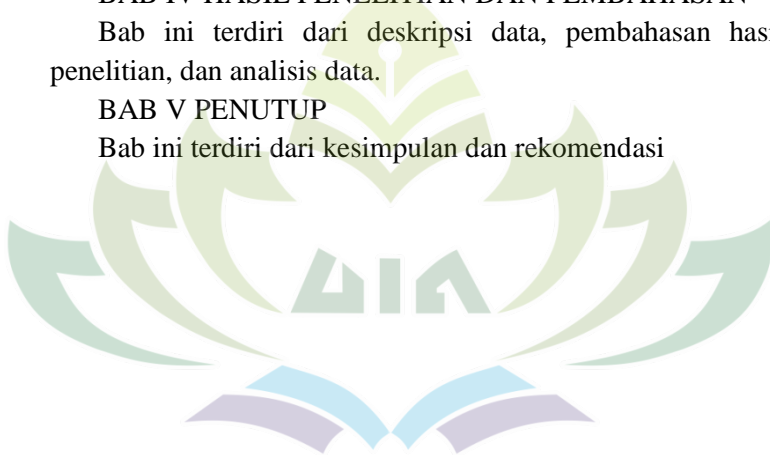 BAB IV HASIL PENELITIAN DAN PEMBAHASAN
Bab ini terdiri dari deskripsi data, pembahasan
penelitian, dan analisis data.
BAB V PENUTUP
Bab ini terdiri dari kesimpulan dan rekomendasi
UIN